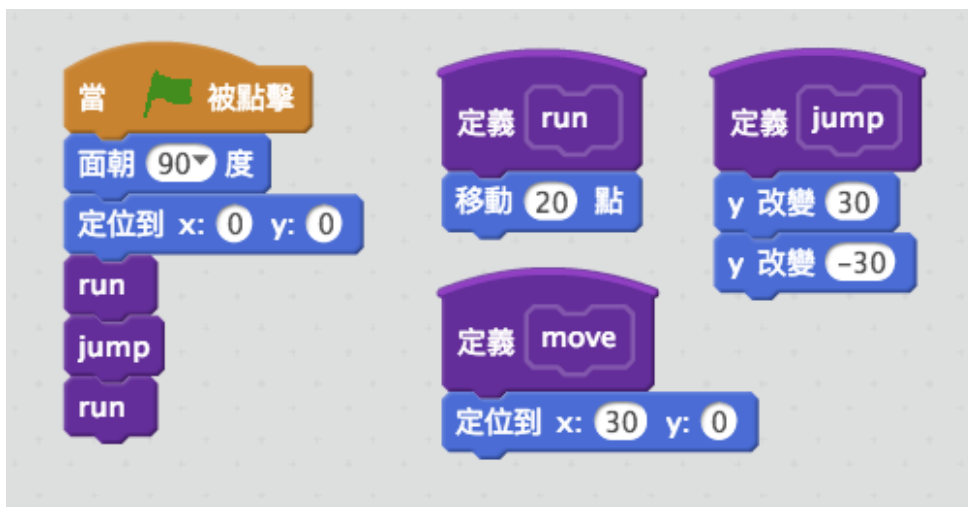 當 被點擊
面朝 90 度
定位到 x: 0 y: 0
run
jump
run
定義 run
移動 20 點
定義 move
定位到 x: 30 y: 0
定義 jump
y 改變 30
y 改變 -30